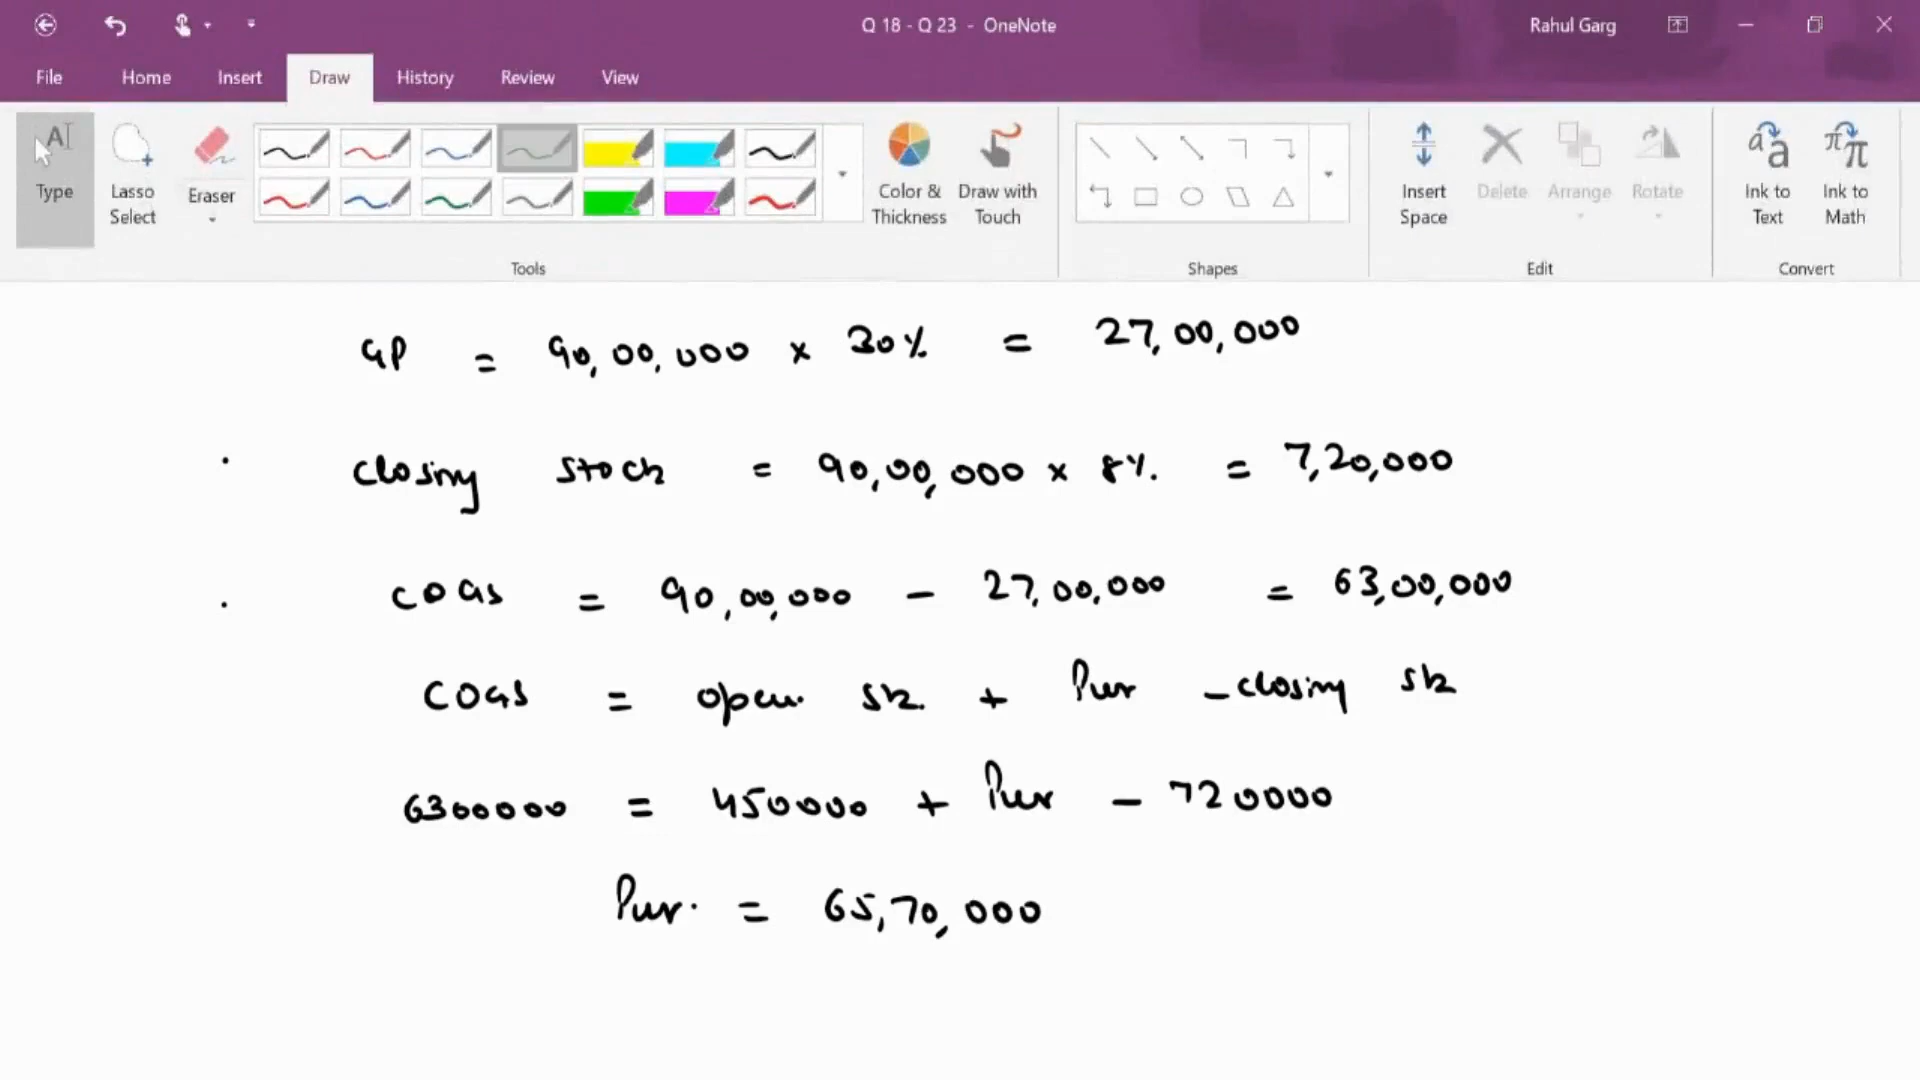 Q 18 - Q 23 - OneNote
Rahul Garg
File Home Insert Draw History Review View
Type
Lasso Select
Eraser
Color & Thickness
Draw with Touch
Insert Space
Delete
Arrange
Rotate
Ink to Text
Ink to Math
Tools
Shapes
Edit
Convert
GP = 90,00,000 x 30% = 27,00,000
closing stock = 90,00,000 x 8% = 7,20,000
COGS = 90,00,000 - 27,00,000 = 63,00,000
COGS = open. stk. + Pur - closing stk
6300000 = 450000 + Pur - 720000
Pur. = 65,70,000